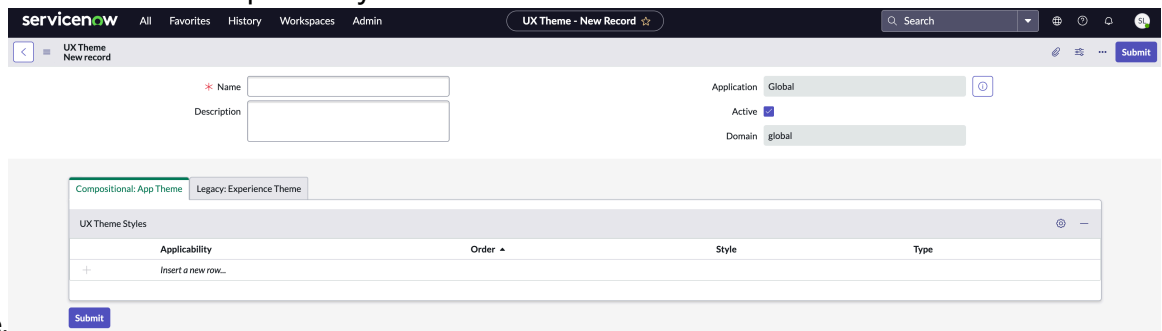 servicenow All Favorites History Workspaces Admin UX Theme - New Record Search SL
UX Theme
New record
Submit
* Name
Application Global
Description
Active
Domain global
Compositional: App Theme Legacy: Experience Theme
UX Theme Styles
Applicability Order Style Type
Insert a new row...
Submit